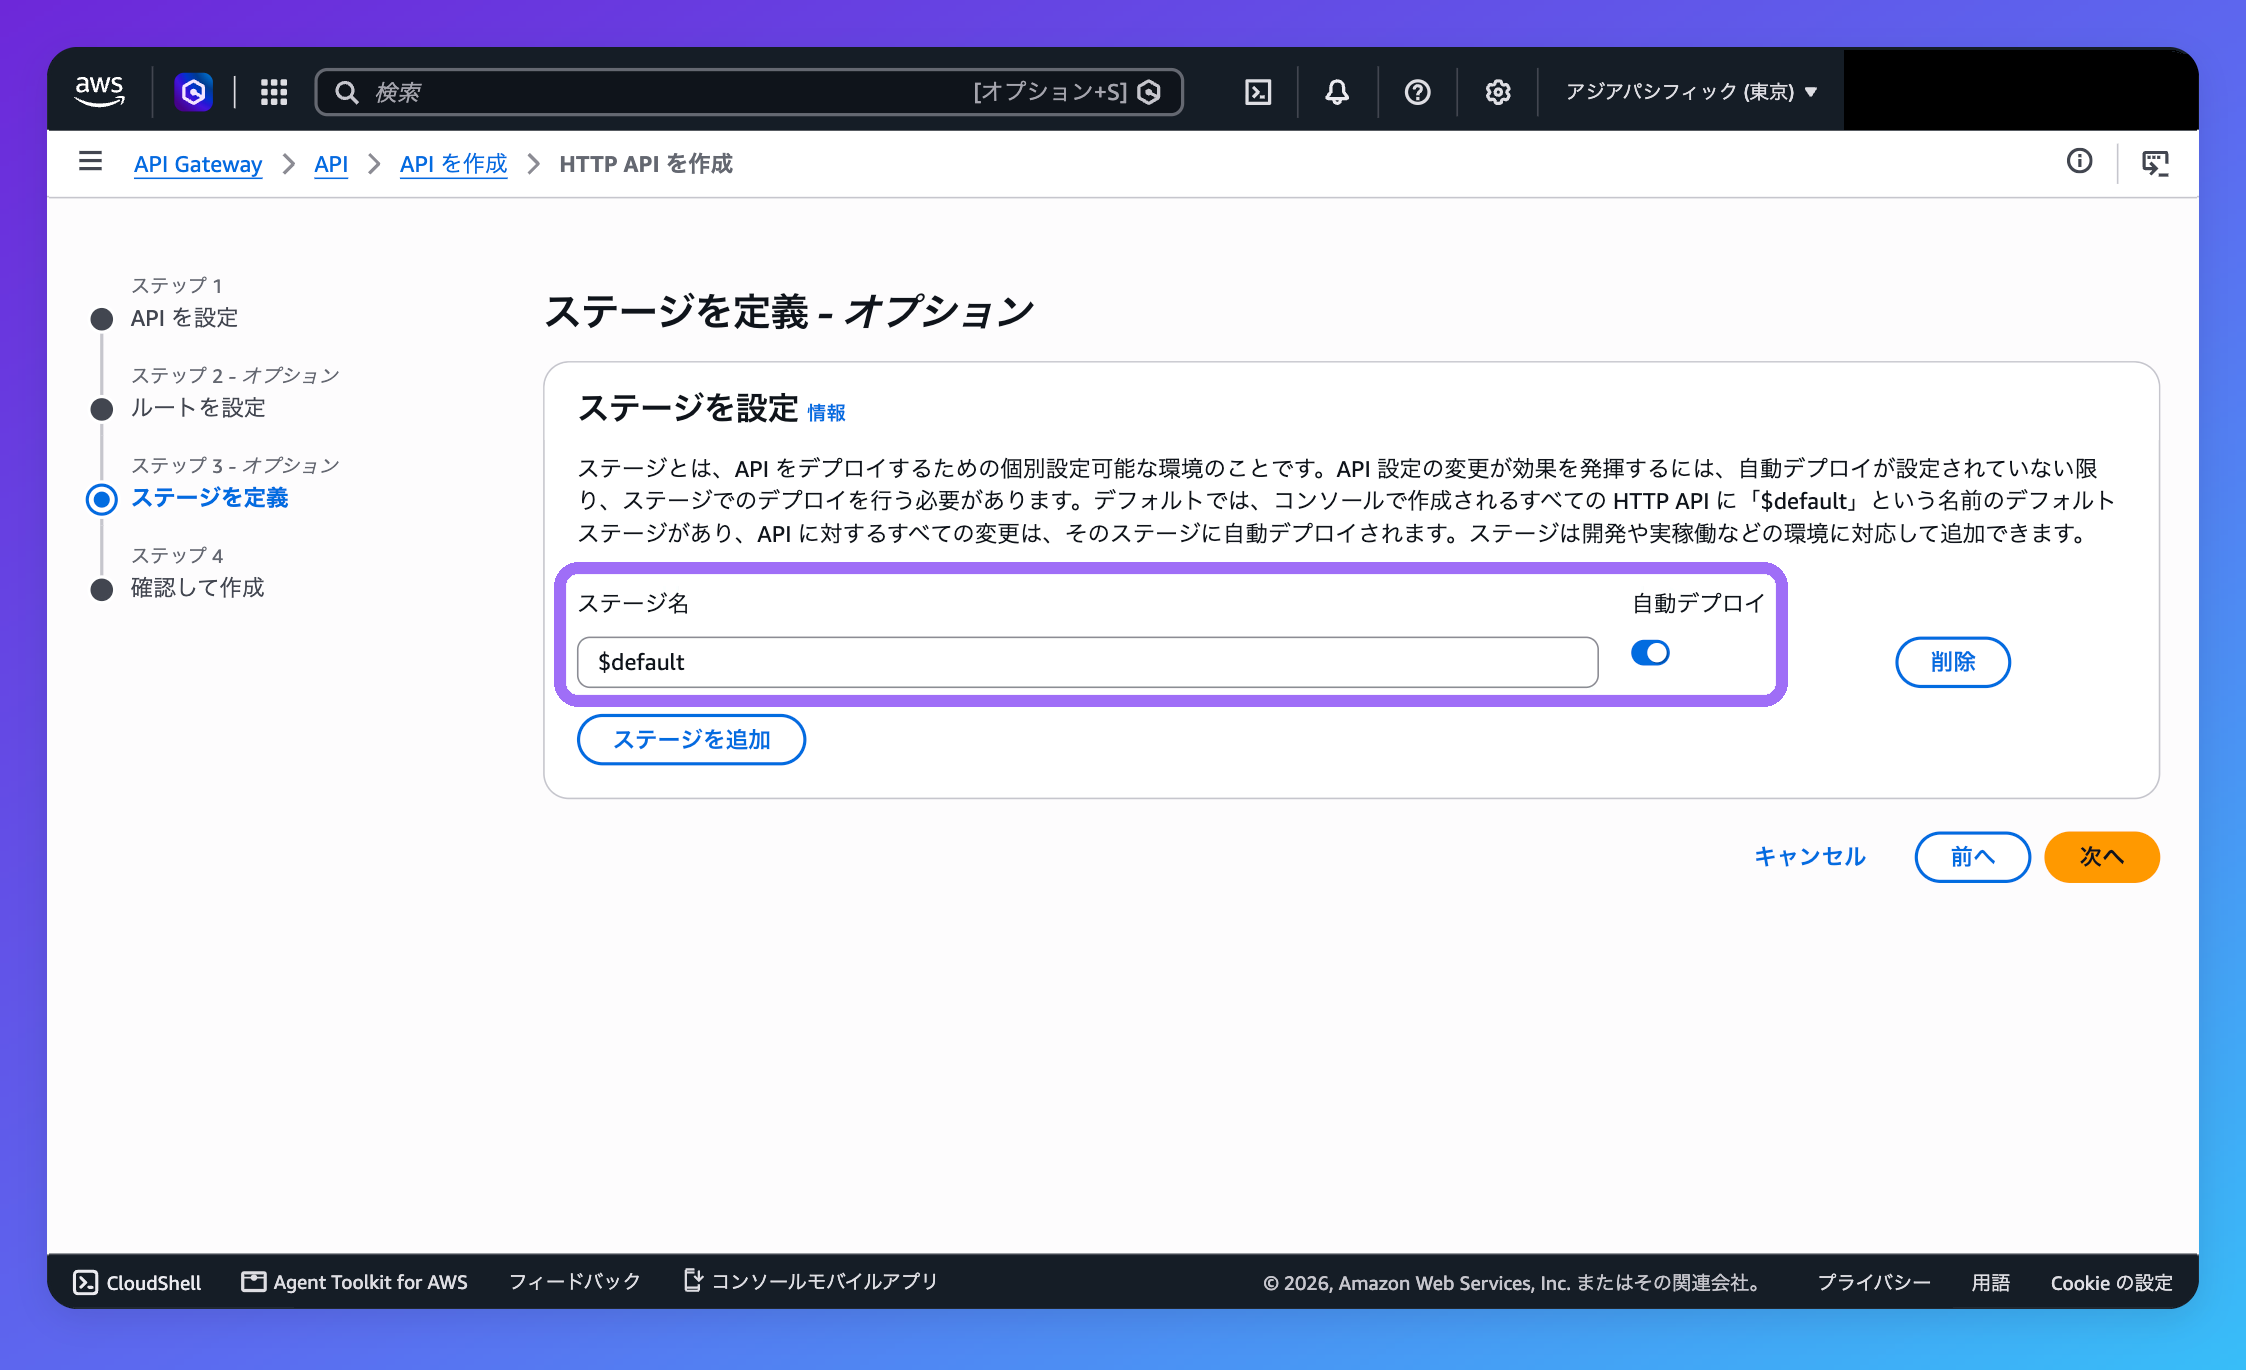 aws
検索
[オプション+S]
アジアパシフィック (東京) ▼
API Gateway > API > API を作成 > HTTP API を作成
ステップ 1
API を設定
ステップ 2 - オプション
ルートを設定
ステップ 3 - オプション
ステージを定義
ステップ 4
確認して作成
ステージを定義 - オプション
ステージを設定 情報
ステージとは、API をデプロイするための個別設定可能な環境のことです。API 設定の変更が効果を発揮するには、自動デプロイが設定されていない限
り、ステージでのデプロイを行う必要があります。デフォルトでは、コンソールで作成されるすべての HTTP API に「$default」という名前のデフォルト
ステージがあり、API に対するすべての変更は、そのステージに自動デプロイされます。ステージは開発や実稼働などの環境に対応して追加できます。
ステージ名
自動デプロイ
$default
削除
ステージを追加
キャンセル
前へ
次へ
CloudShell
Agent Toolkit for AWS
フィードバック
コンソールモバイルアプリ
© 2026, Amazon Web Services, Inc. またはその関連会社。
プライバシー
用語
Cookie の設定